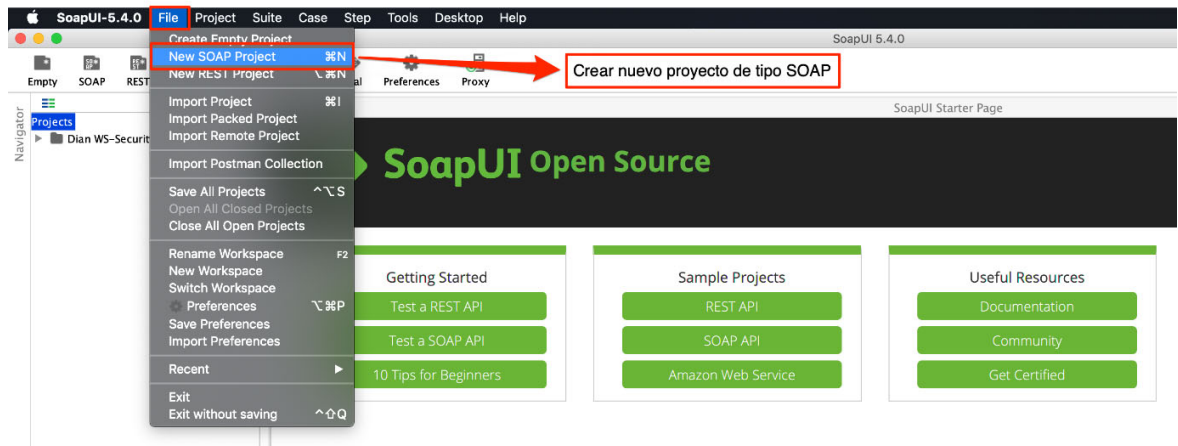 SoapUI-5.4.0 File Project Suite Case Step Tools Desktop Help
SoapUI 5.4.0
Create Empty Project
New SOAP Project ⌘N
New REST Project ⌥⌘N
Import Project ⌘I
Import Packed Project
Import Remote Project
Import Postman Collection
Save All Projects ^⌥S
Open All Closed Projects
Close All Open Projects
Rename Workspace F2
New Workspace
Switch Workspace
Preferences ⌥⌘P
Save Preferences
Import Preferences
Recent ▶
Exit
Exit without saving ^⇧Q
Crear nuevo proyecto de tipo SOAP
Empty SOAP REST Preferences Proxy
Navigator
Projects
Dian WS-Securit
SoapUI Starter Page
SoapUI Open Source
Getting Started
Test a REST API
Test a SOAP API
10 Tips for Beginners
Sample Projects
REST API
SOAP API
Amazon Web Service
Useful Resources
Documentation
Community
Get Certified